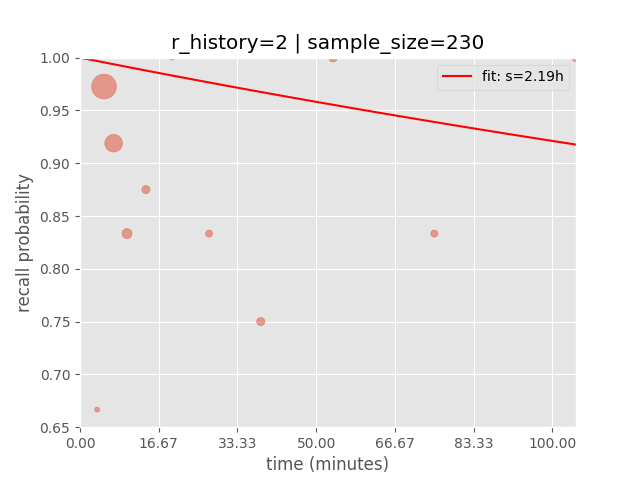 r_history=2 | sample_size=230
fit: s=2.19h
1.00
0.95
0.90
0.85
0.80
0.75
0.70
0.65
recall probability
0.00 16.67 33.33 50.00 66.67 83.33 100.00
time (minutes)